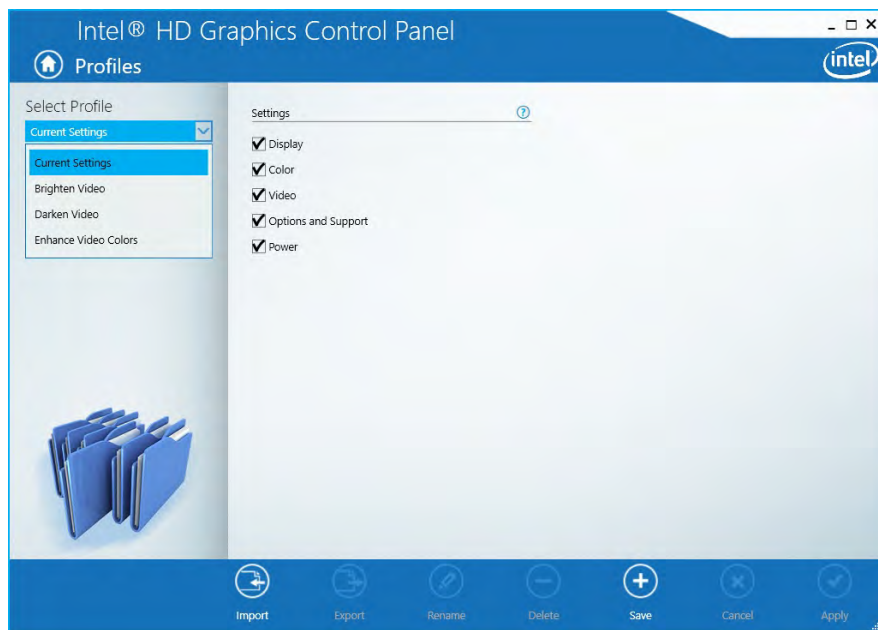 Intel® HD Graphics Control Panel
Profiles
intel
Select Profile
Current Settings
Current Settings
Brighten Video
Darken Video
Enhance Video Colors
Settings
?
Display
Color
Video
Options and Support
Power
Import
Export
Rename
Delete
Save
Cancel
Apply